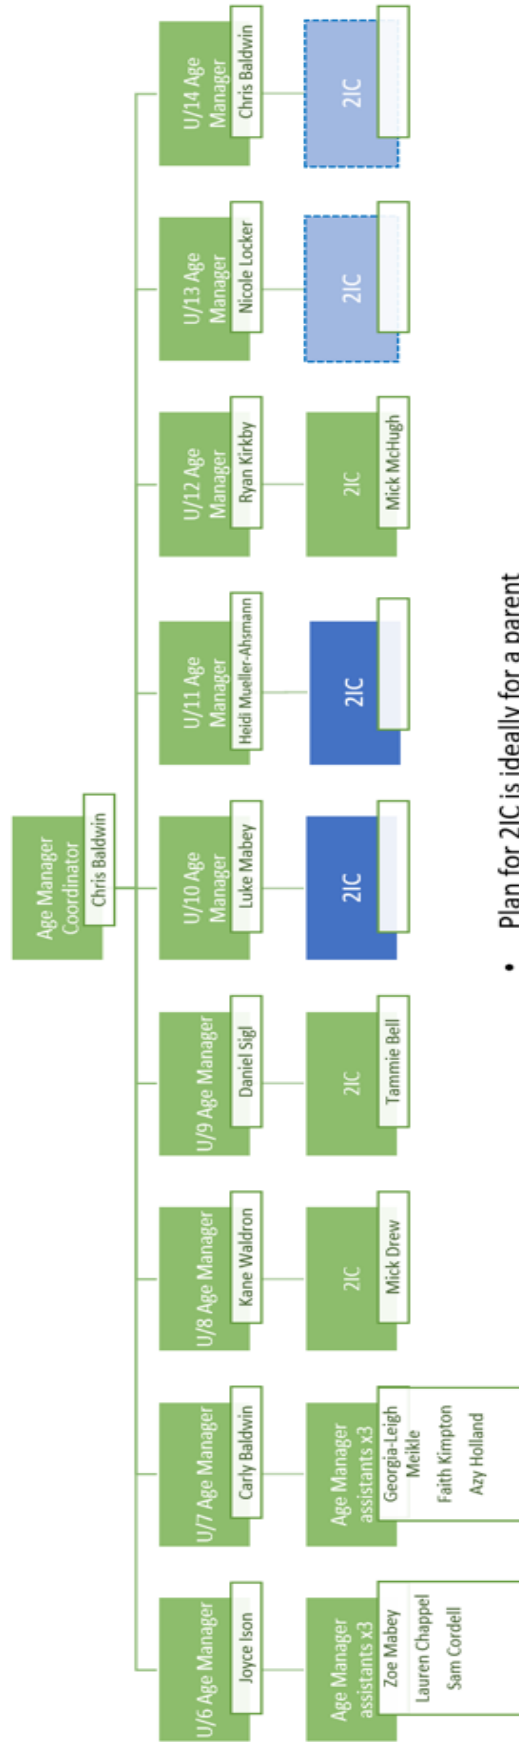 Age Manager
Coordinator
Chris Baldwin
U/6 Age Manager
Joyce Ison
U/7 Age Manager
Carly Baldwin
U/8 Age Manager
Kane Waldron
U/9 Age Manager
Daniel Sigl
U/10 Age
Manager
Luke Mabey
U/11 Age
Manager
Heidi Mueller-Ahsmann
U/12 Age
Manager
Ryan Kirkby
U/13 Age
Manager
Nicole Locker
U/14 Age
Manager
Chris Baldwin
Age Manager
assistants x3
Zoe Mabey
Lauren Chappel
Sam Cordell
Age Manager
assistants x3
Georgia-Leigh
Meikle
Faith Kimpton
Azy Holland
2IC
Mick Drew
2IC
Tammie Bell
2IC
2IC
2IC
Mick McHugh
2IC
2IC
• Plan for 2IC is ideally for a parent